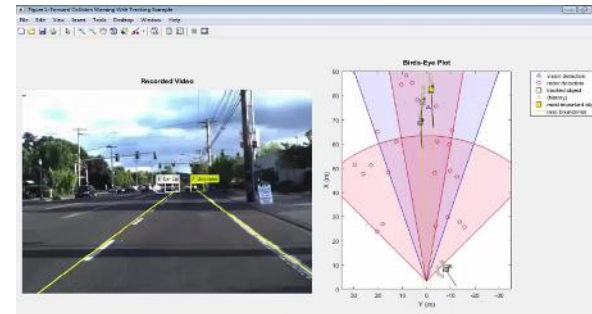 Figure 1: Forward Collision Warning With Tracking Example
File Edit View Insert Tools Desktop Window Help
Recorded Video
Birds-Eye Plot
90
80
70
60
50
40
30
20
10
0
X (m)
30 20 10 0 -10 -20 -30
Y (m)
vision detection
radar detection
tracked object
(history)
most important obj
lane boundaries